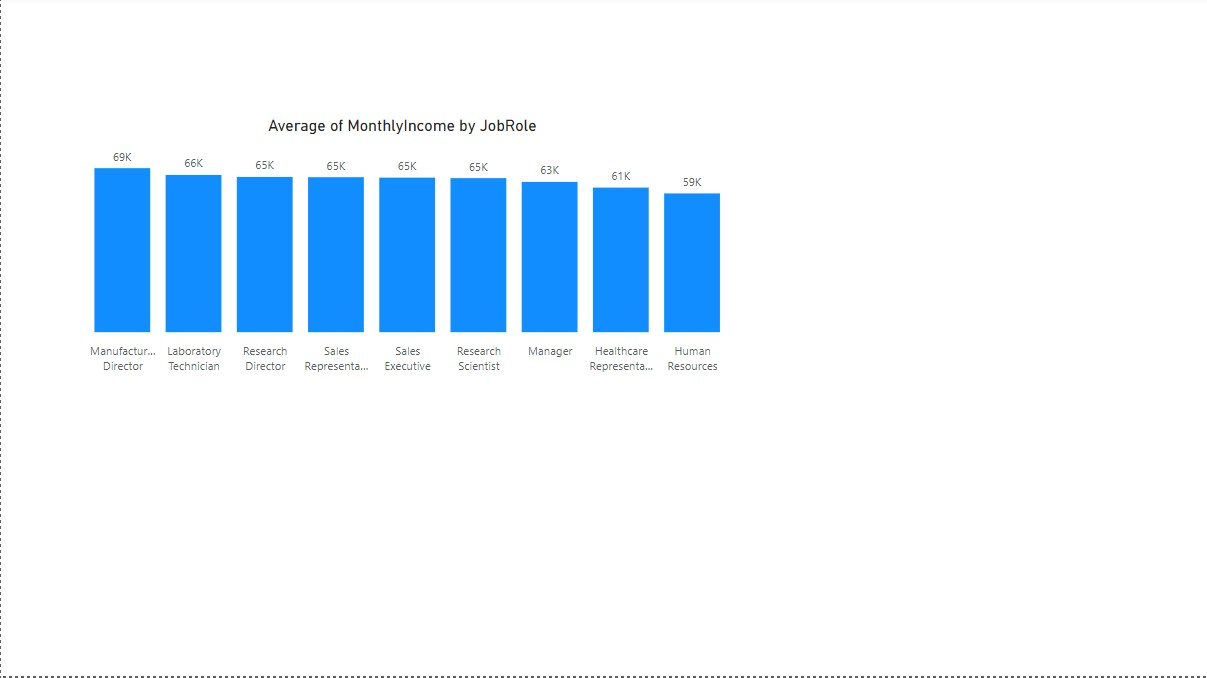 Average of MonthlyIncome by JobRole
69K
66K
65K
65K
65K
65K
63K
61K
59K
Manufactur... Director
Laboratory Technician
Research Director
Sales Representa...
Sales Executive
Research Scientist
Manager
Healthcare Representa...
Human Resources